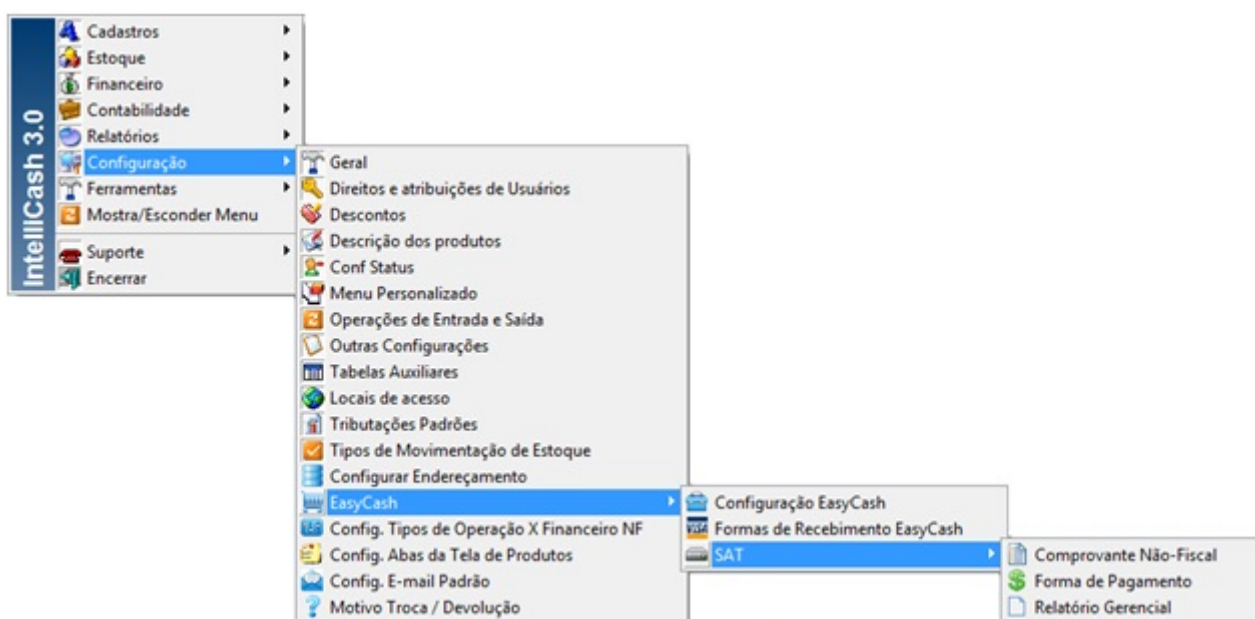 IntelliCash 3.0
Cadastros
Estoque
Financeiro
Contabilidade
Relatórios
Configuração
Ferramentas
Mostra/Esconder Menu
Suporte
Encerrar
Geral
Direitos e atribuições de Usuários
Descontos
Descrição dos produtos
Conf Status
Menu Personalizado
Operações de Entrada e Saída
Outras Configurações
Tabelas Auxiliares
Locais de acesso
Tributações Padrões
Tipos de Movimentação de Estoque
Configurar Endereçamento
EasyCash
Config. Tipos de Operação X Financeiro NF
Config. Abas da Tela de Produtos
Config. E-mail Padrão
Motivo Troca / Devolução
Configuração EasyCash
VISA Formas de Recebimento EasyCash
SAT
Comprovante Não-Fiscal
Forma de Pagamento
Relatório Gerencial